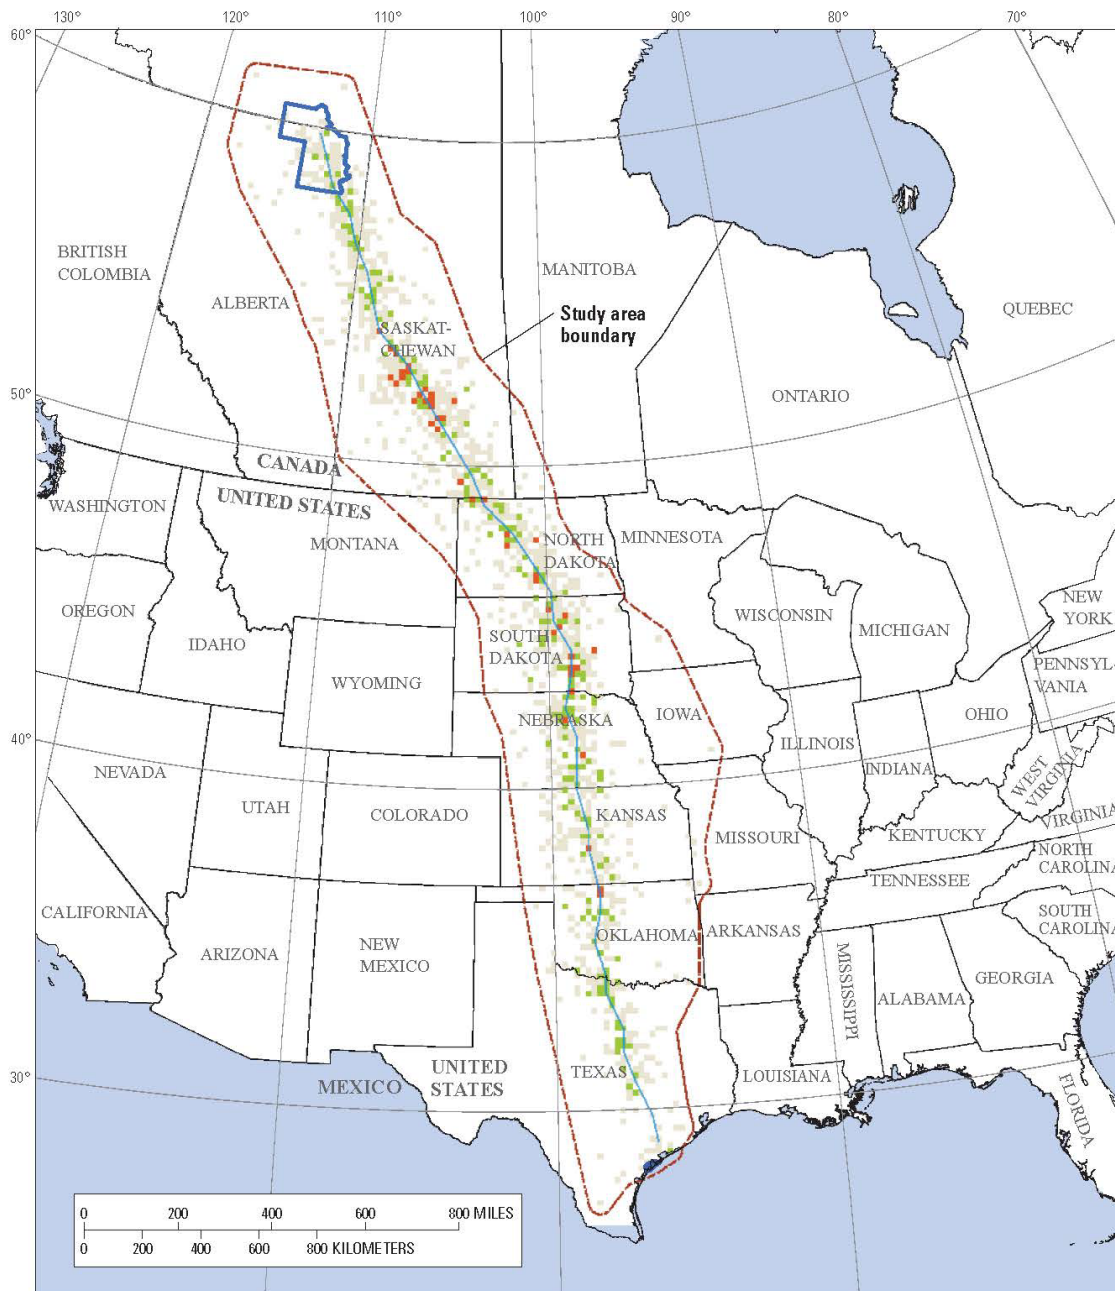 130°
120°
110°
100°
90°
80°
70°
60°
BRITISH
COLOMBIA
ALBERTA
MANITOBA
QUEBEC
Study area
boundary
SASKAT-
CHEWAN
ONTARIO
50°
CANADA
UNITED STATES
WASHINGTON
MONTANA
NORTH
DAKOTA
MINNESOTA
OREGON
IDAHO
SOUTH
DAKOTA
WISCONSIN
MICHIGAN
NEW
YORK
WYOMING
PENNSYL-
VANIA
NEBRASKA
IOWA
OHIO
40°
NEVADA
ILLINOIS
INDIANA
WEST
VIRGINIA
UTAH
COLORADO
KANSAS
MISSOURI
KENTUCKY
VIRGINIA
NORTH
CAROLINA
TENNESSEE
CALIFORNIA
ARIZONA
NEW
MEXICO
OKLAHOMA
ARKANSAS
SOUTH
CAROLINA
MISSISSIPPI
ALABAMA
GEORGIA
30°
MEXICO
UNITED
STATES
TEXAS
LOUISIANA
FLORIDA
0 200 400 600 800 MILES
0 200 400 600 800 KILOMETERS